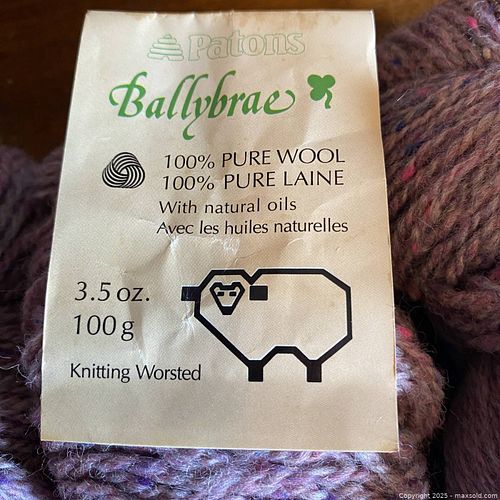 Patons
Ballybrae
100% PURE WOOL
100% PURE LAINE
With natural oils
Avec les huiles naturelles
3.5 oz.
100 g
Knitting Worsted
Copyright 2025 - maxsold.com